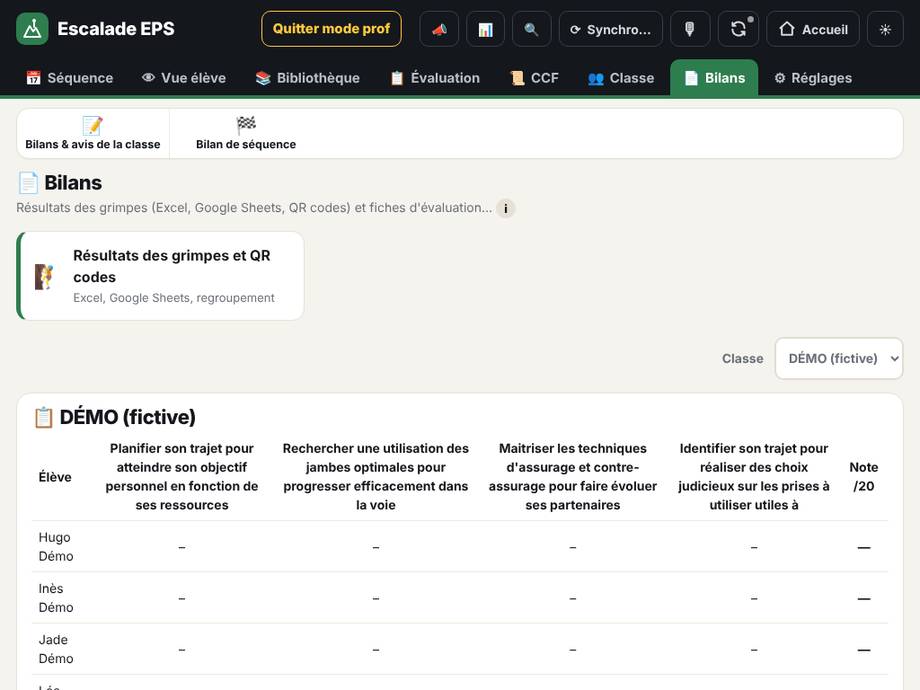 Escalade EPS
Quitter mode prof
Synchro...
Accueil
Séquence
Vue élève
Bibliothèque
Évaluation
CCF
Classe
Bilans
Réglages
Bilans & avis de la classe
Bilan de séquence
Bilans
Résultats des grimpes (Excel, Google Sheets, QR codes) et fiches d'évaluation... i
Résultats des grimpes et QR
codes
Excel, Google Sheets, regroupement
Classe
DÉMO (fictive)
DÉMO (fictive)
Élève
Planifier son trajet pour
atteindre son objectif
personnel en fonction de
ses ressources
Rechercher une utilisation des
jambes optimales pour
progresser efficacement dans
la voie
Maitriser les techniques
d'assurage et contre-
assurage pour faire évoluer
ses partenaires
Identifier son trajet pour
réaliser des choix
judicieux sur les prises à
utiliser utiles à
Note
/20
Hugo
Démo
– – – – —
Inès
Démo
– – – – —
Jade
Démo
– – – – —